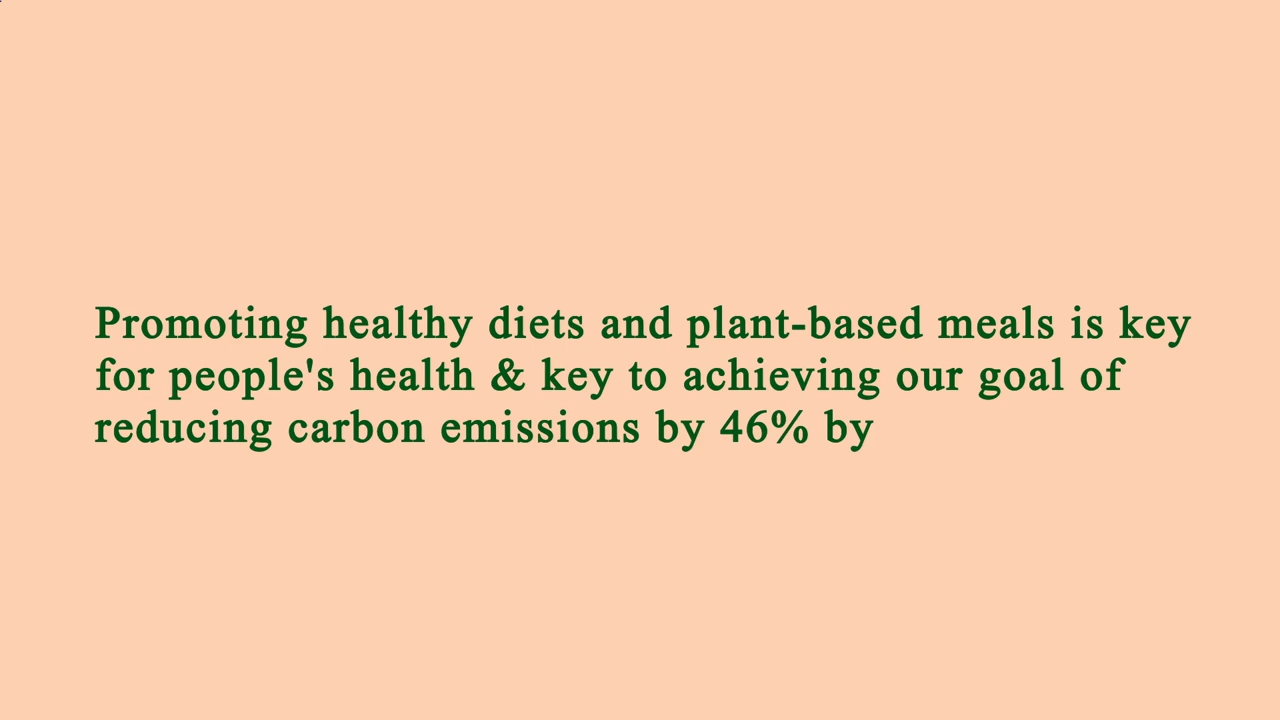 Promoting healthy diets and plant-based meals is key
for people's health & key to achieving our goal of
reducing carbon emissions by 46% by